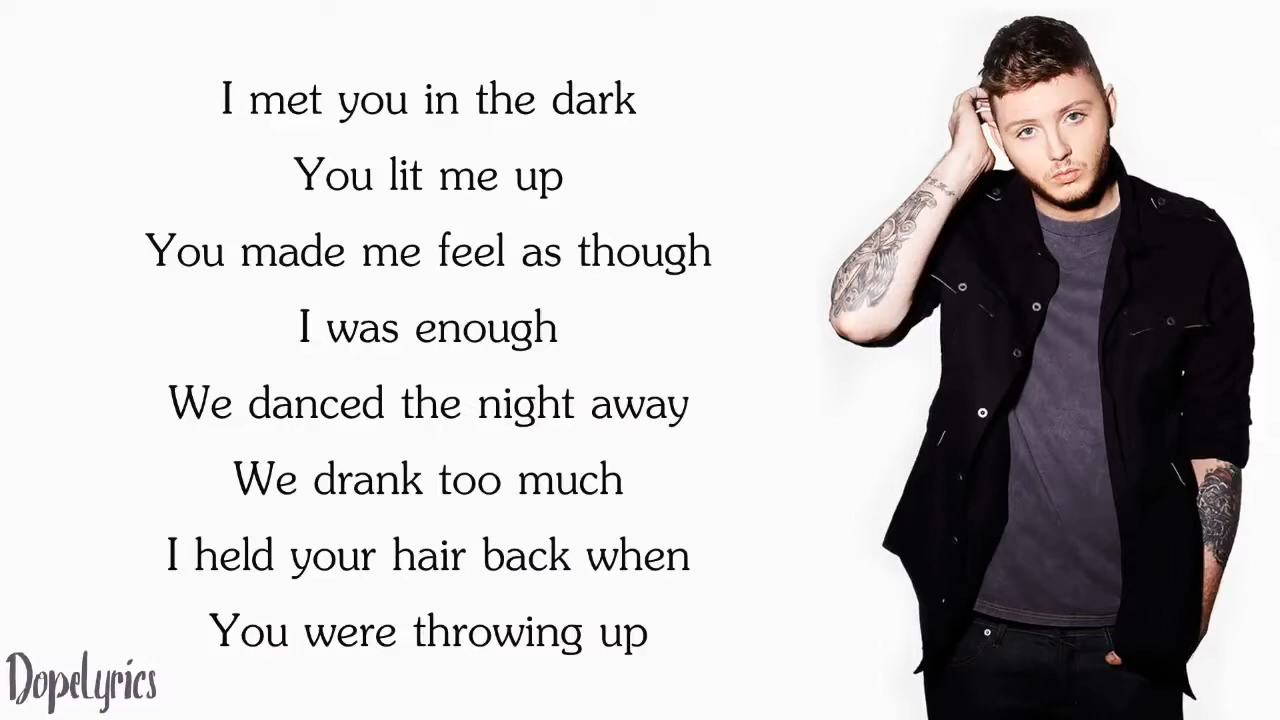 I met you in the dark
You lit me up
You made me feel as though
I was enough
We danced the night away
We drank too much
I held your hair back when
You were throwing up
DopeLyrics